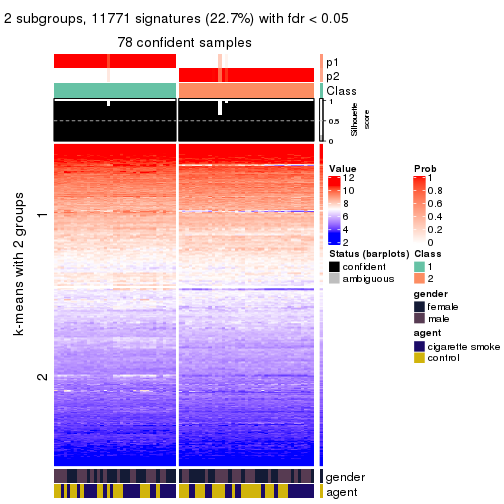 2 subgroups, 11771 signatures (22.7%) with fdr < 0.05
78 confident samples
p1
p2
Class
1
0.5
0
Silhouette
score
k-means with 2 groups
1
2
Value
12
10
8
6
4
2
Prob
1
0.8
0.6
0.4
0.2
0
Status (barplots)
confident
ambiguous
Class
1
2
gender
female
male
agent
cigarette smoke
control
gender
agent